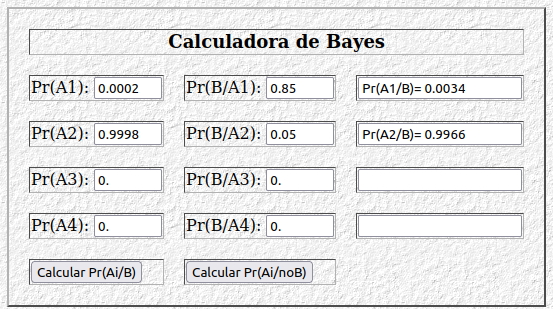 Calculadora de Bayes
Pr(A1): 0.0002 Pr(B/A1): 0.85 Pr(A1/B)= 0.0034
Pr(A2): 0.9998 Pr(B/A2): 0.05 Pr(A2/B)= 0.9966
Pr(A3): 0. Pr(B/A3): 0.
Pr(A4): 0. Pr(B/A4): 0.
Calcular Pr(Ai/B) Calcular Pr(Ai/noB)